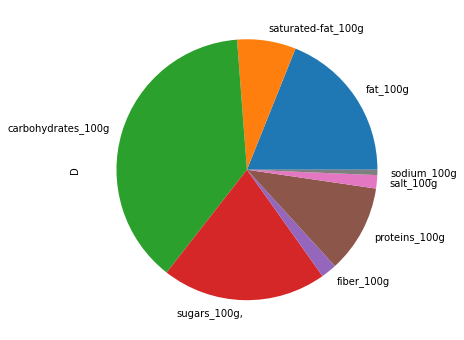 saturated-fat_100g
fat_100g
carbohydrates_100g
D
sodium_100g
salt_100g
proteins_100g
fiber_100g
sugars_100g,